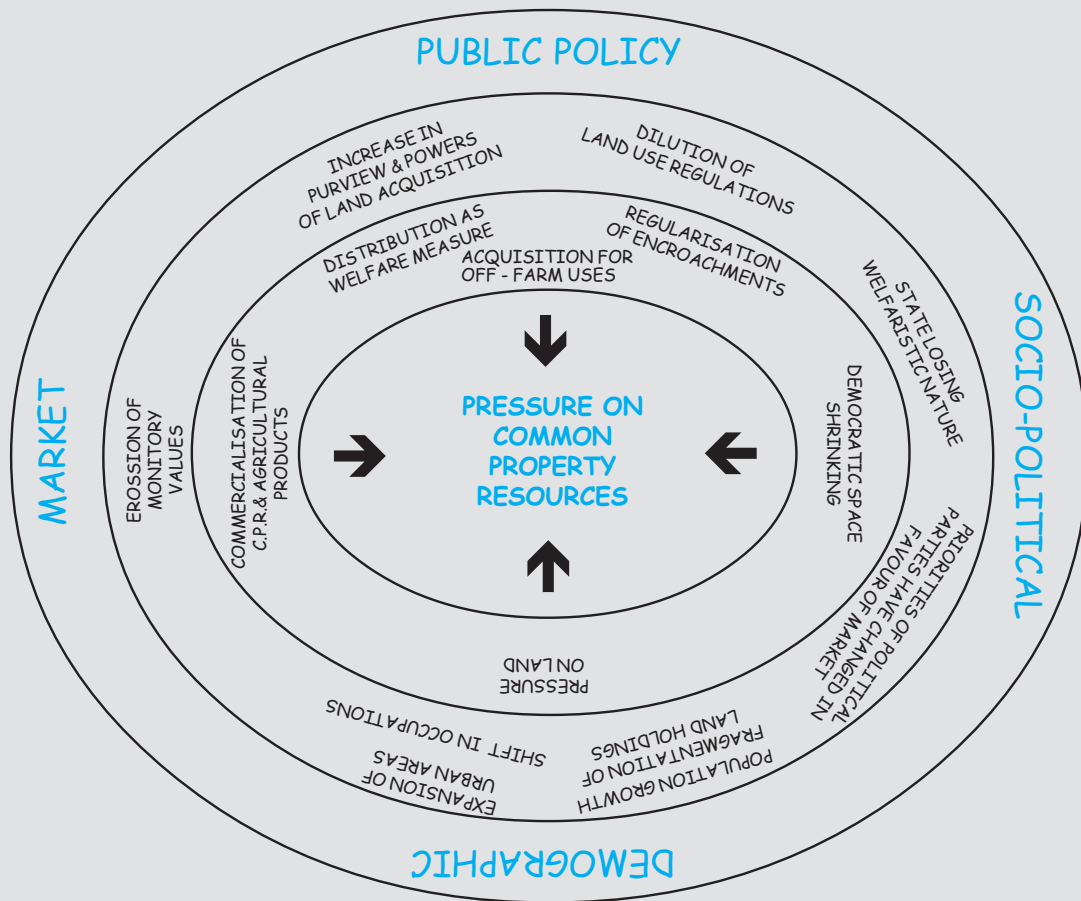 PUBLIC POLICY
INCREASE IN
PURVIEW & POWERS
OF LAND ACQUISITION
DILUTION OF
LAND USE REGULATIONS
DISTRIBUTION AS
WELFARE MEASURE
ACQUISITION FOR
OFF - FARM USES
REGULARISATION
OF ENCROACHMENTS
MARKET
EROSSION OF
MONITORY
VALUES
COMMERCIALISATION OF
C.P.R.& AGRICULTURAL
PRODUCTS
PRESSURE ON
COMMON
PROPERTY
RESOURCES
DEMOCRATIC SPACE
SHRINKING
STATE LOSING
WELFARISTIC NATURE
PRIORITIES OF POLITICAL
PARTIES HAVE CHANGED IN
FAVOUR OF MARKET
SOCIO-POLITICAL
PRESSURE
ON LAND
SHIFT IN OCCUPATIONS
EXPANSION OF
URBAN AREAS
POPULATION GROWTH
FRAGMENTATION OF
LAND HOLDINGS
DEMOGRAPHIC